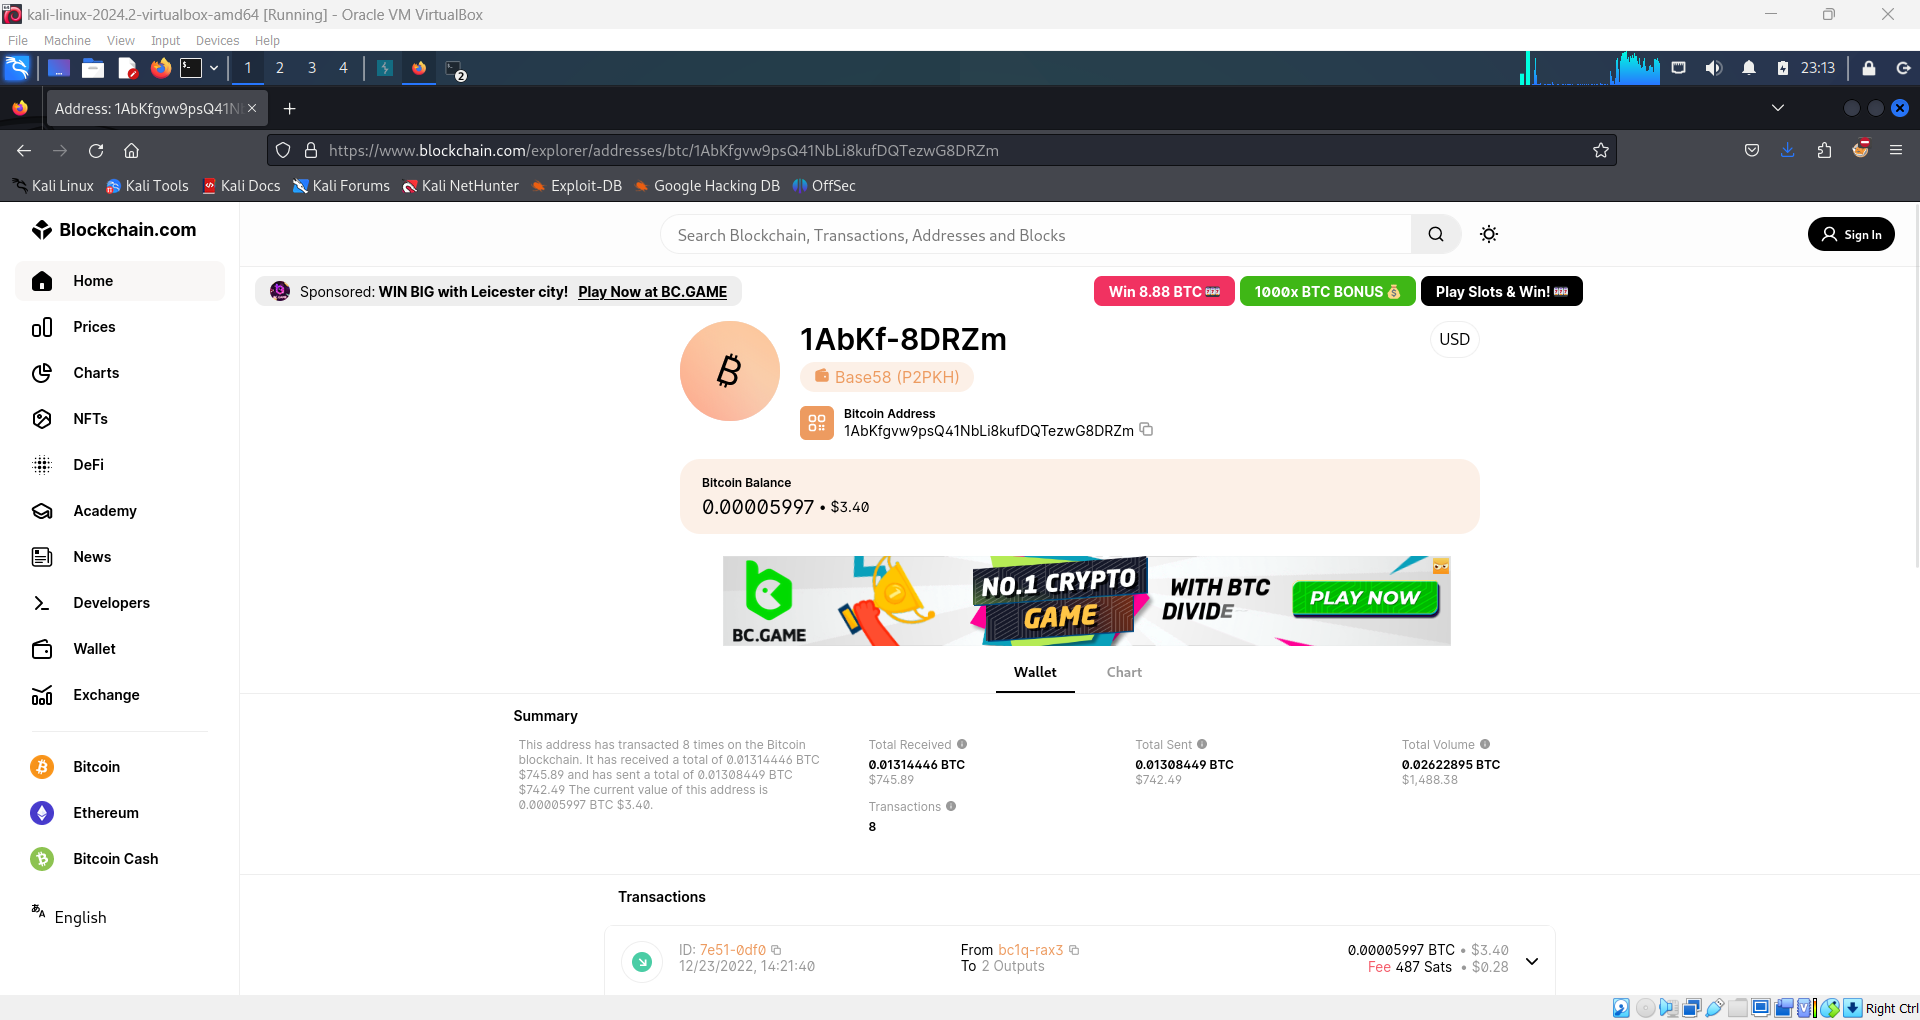 kali-linux-2024.2-virtualbox-amd64 [Running] - Oracle VM VirtualBox
File Machine View Input Devices Help
1 2 3 4 2 23:13
Address: 1AbKfgvw9psQ41N
https://www.blockchain.com/explorer/addresses/btc/1AbKfgvw9psQ41NbLi8kufDQTezwG8DRZm
Kali Linux Kali Tools Kali Docs Kali Forums Kali NetHunter Exploit-DB Google Hacking DB OffSec
Blockchain.com
Search Blockchain, Transactions, Addresses and Blocks
Sign In
Home
Prices
Charts
NFTs
DeFi
Academy
News
Developers
Wallet
Exchange
Bitcoin
Ethereum
Bitcoin Cash
English
Sponsored: WIN BIG with Leicester city! Play Now at BC.GAME
Win 8.88 BTC 🎰 1000x BTC BONUS 💰 Play Slots & Win! 🎰
1AbKf-8DRZm
USD
Base58 (P2PKH)
Bitcoin Address
1AbKfgvw9psQ41NbLi8kufDQTezwG8DRZm
Bitcoin Balance
0.00005997 • $3.40
BC.GAME
NO.1 CRYPTO
GAME
WITH BTC
DIVIDE
PLAY NOW
Wallet Chart
Summary
This address has transacted 8 times on the Bitcoin
blockchain. It has received a total of 0.01314446 BTC
$745.89 and has sent a total of 0.01308449 BTC
$742.49 The current value of this address is
0.00005997 BTC $3.40.
Total Received
0.01314446 BTC
$745.89
Total Sent
0.01308449 BTC
$742.49
Total Volume
0.02622895 BTC
$1,488.38
Transactions
8
Transactions
ID: 7e51-0df0
12/23/2022, 14:21:40
From bc1q-rax3
To 2 Outputs
0.00005997 BTC • $3.40
Fee 487 Sats • $0.28
Right Ctrl